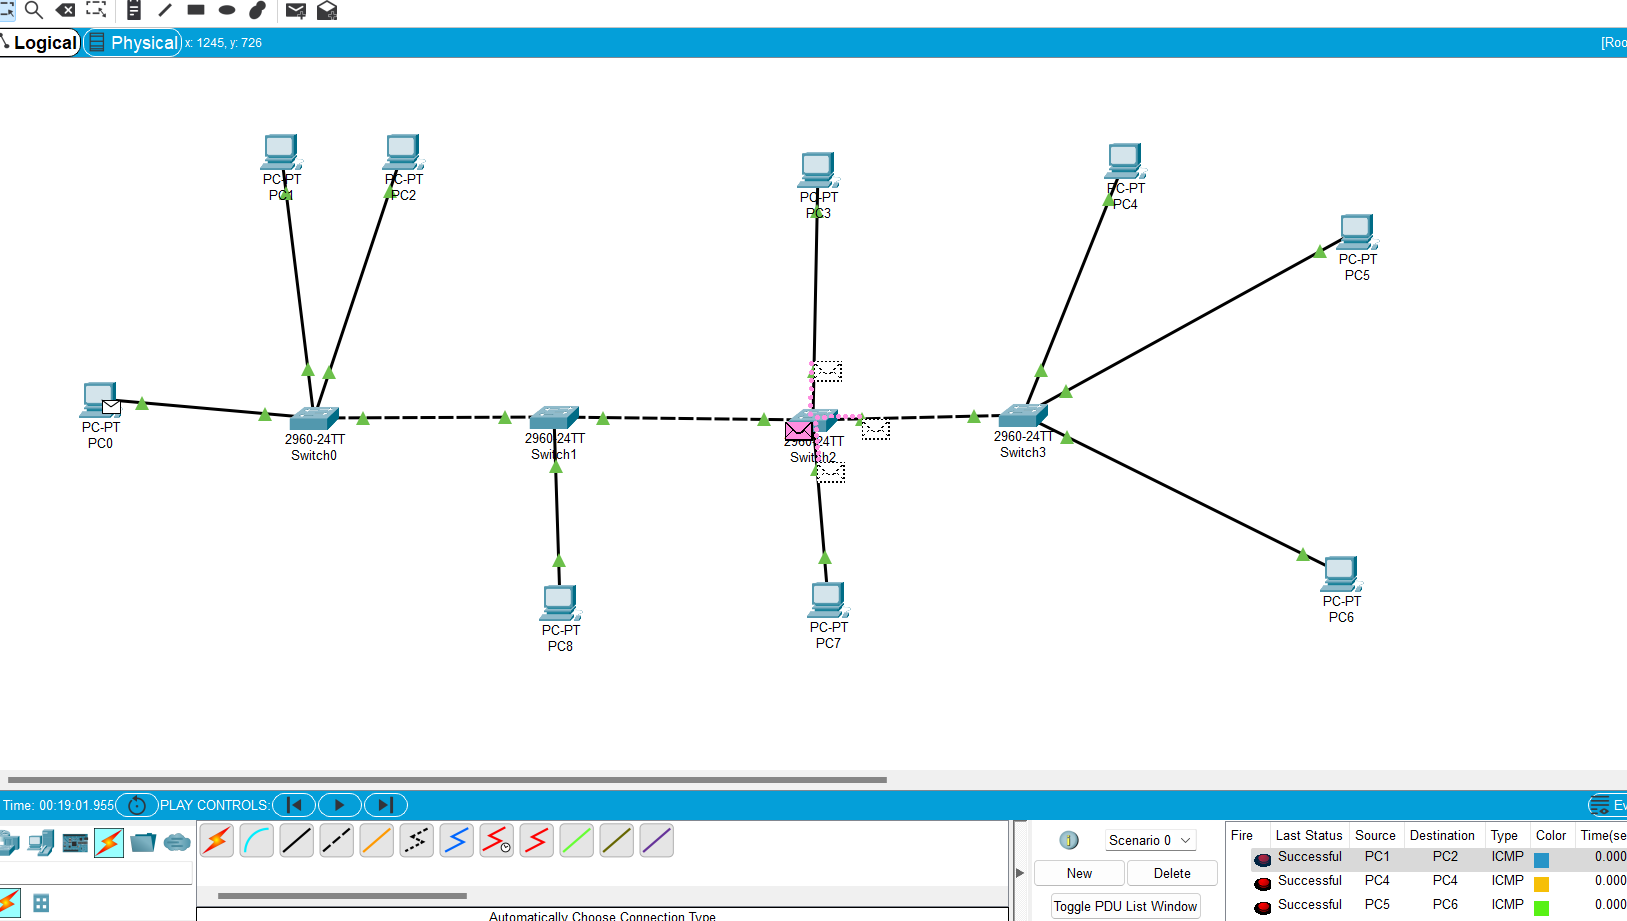 Logical Physical x: 1245, y: 726 [Roo
PC-PT
PC1
PC-PT
PC2
PC-PT
PC3
PC-PT
PC4
PC-PT
PC5
PC-PT
PC0
2960-24TT
Switch0
2960-24TT
Switch1
2960-24TT
Switch2
2960-24TT
Switch3
PC-PT
PC8
PC-PT
PC7
PC-PT
PC6
Time: 00:19:01.955 PLAY CONTROLS: Ev
Scenario 0
New Delete
Toggle PDU List Window
Fire Last Status Source Destination Type Color Time(se
Successful PC1 PC2 ICMP 0.000
Successful PC4 PC4 ICMP 0.000
Successful PC5 PC6 ICMP 0.000
Automatically Choose Connection Type